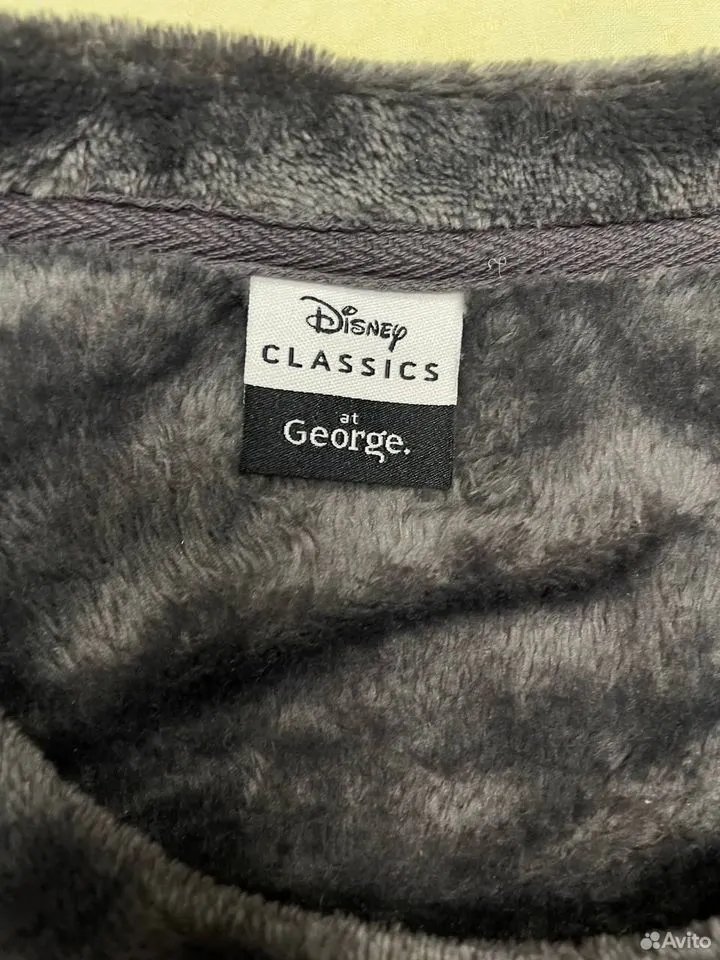 Disney
CLASSICS
at
George.
Avito